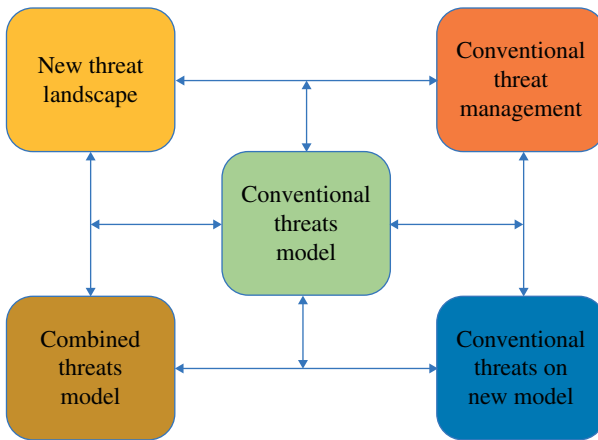 New threat
landscape
Conventional
threat
management
Conventional
threats
model
Combined
threats
model
Conventional
threats on
new model